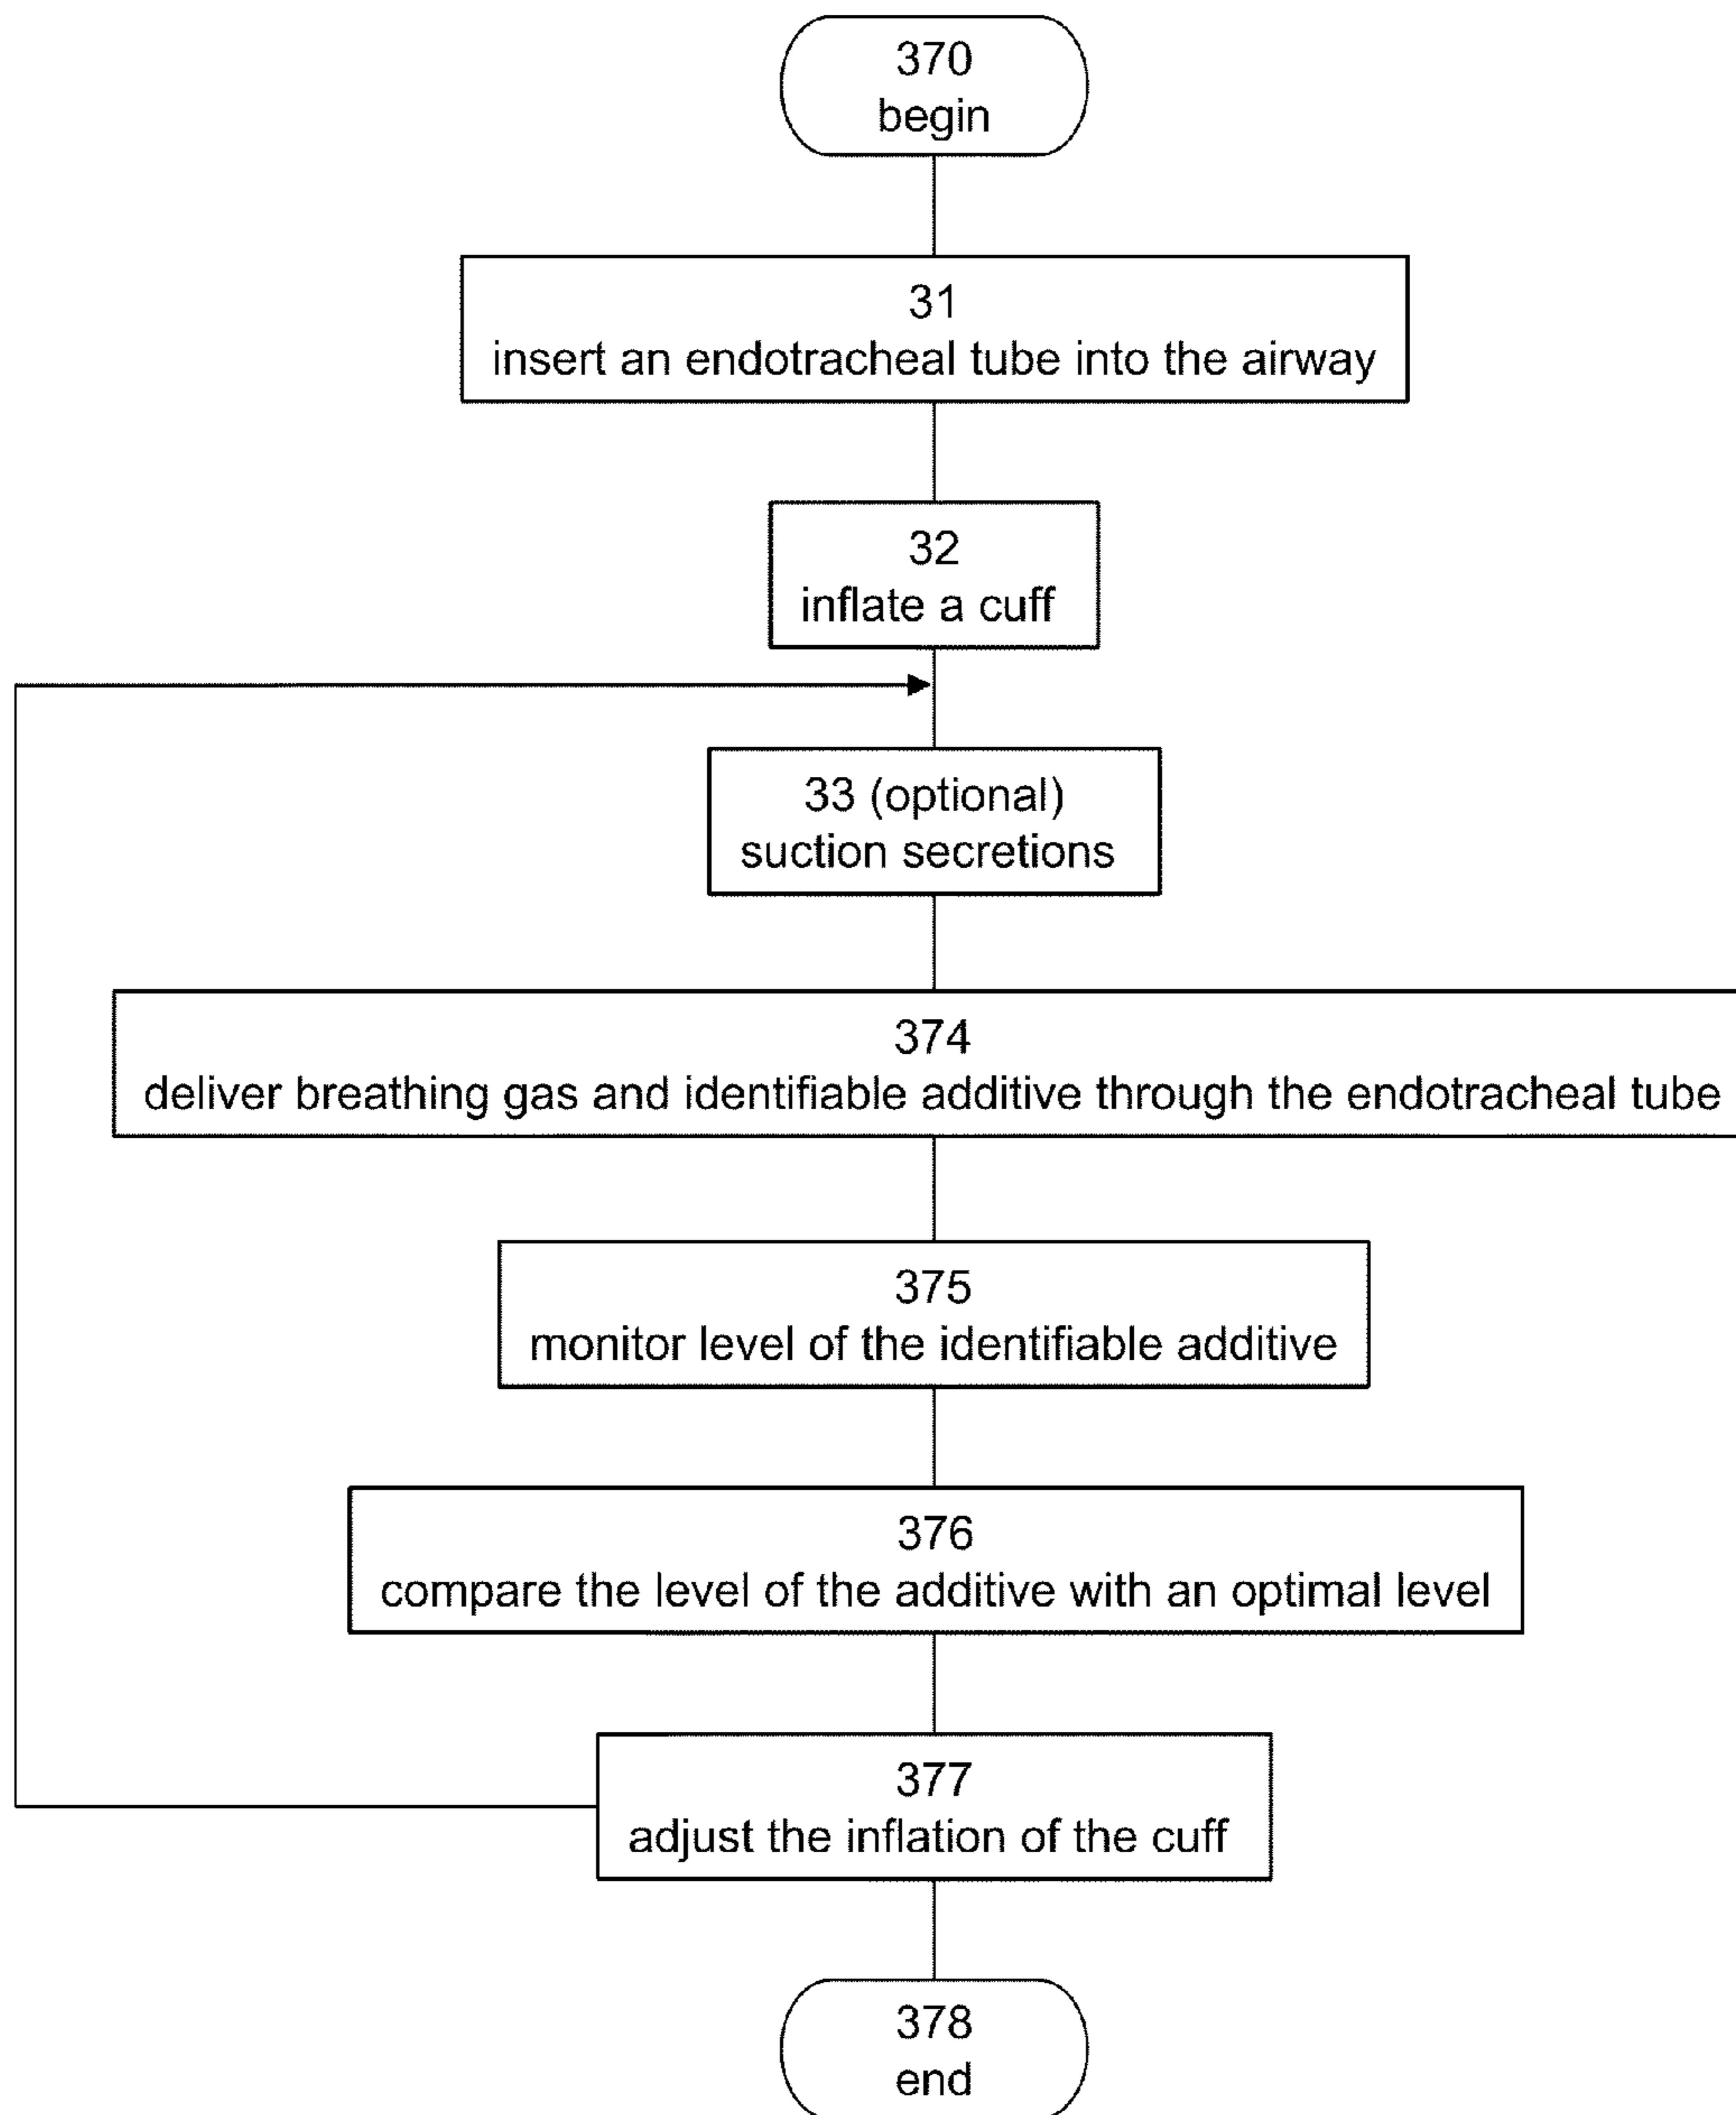 370
begin
31
insert an endotracheal tube into the airway
32
inflate a cuff
33 (optional)
suction secretions
374
deliver breathing gas and identifiable additive through the endotracheal tube
375
monitor level of the identifiable additive
376
compare the level of the additive with an optimal level
377
adjust the inflation of the cuff
378
end